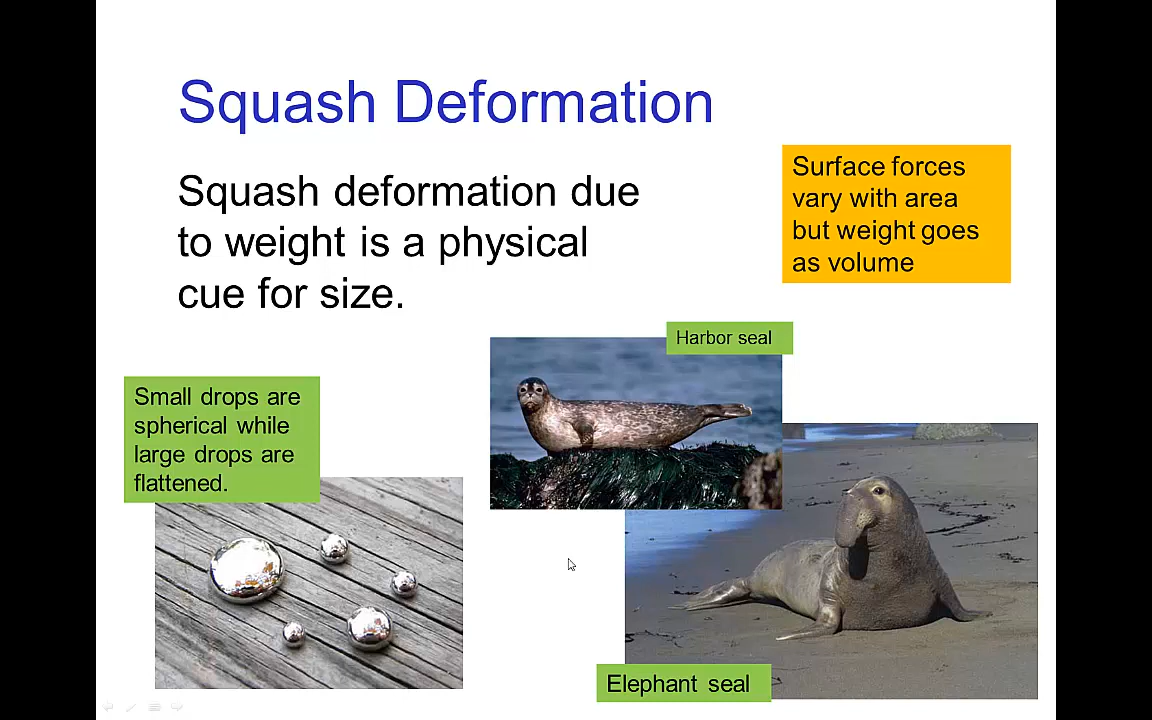 Squash Deformation
Squash deformation due
to weight is a physical
cue for size.
Surface forces
vary with area
but weight goes
as volume
Harbor seal
Small drops are
spherical while
large drops are
flattened.
Elephant seal